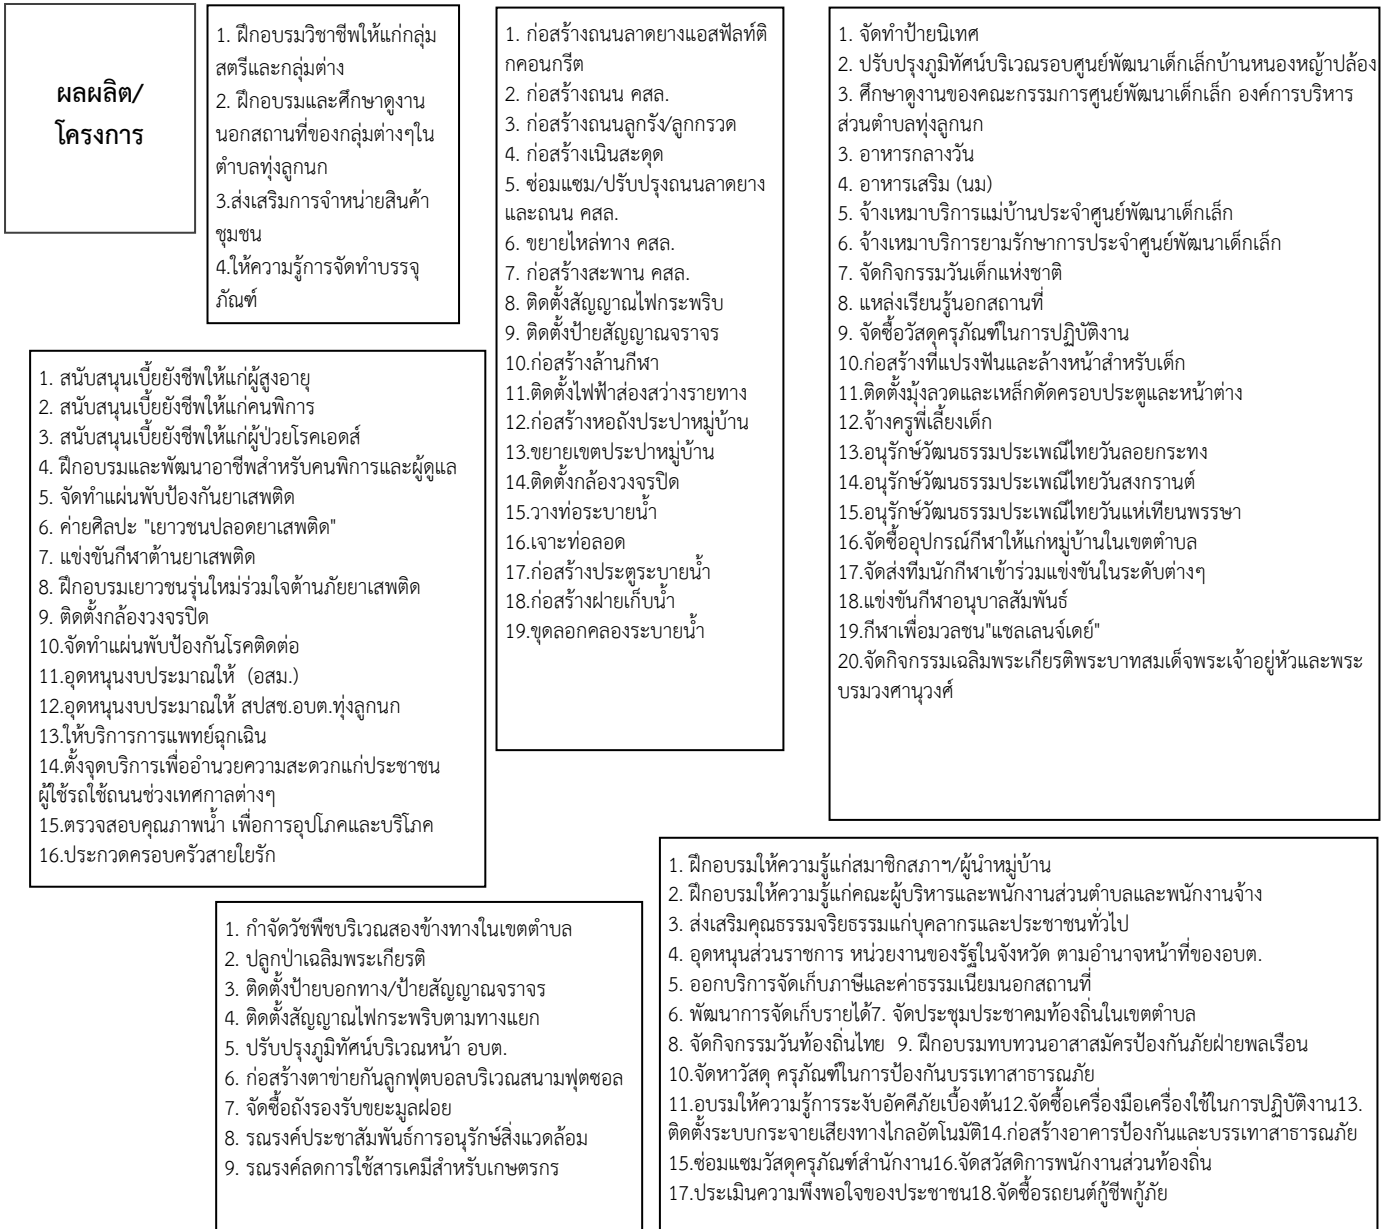 ผลผลิต/
โครงการ
1. ฝึกอบรมวิชาชีพให้แก่กลุ่ม
สตรีและกลุ่มต่าง
2. ฝึกอบรมและศึกษาดูงาน
นอกสถานที่ของกลุ่มต่างๆใน
ตำบลทุ่งลูกนก
3.ส่งเสริมการจำหน่ายสินค้า
ชุมชน
4.ให้ความรู้การจัดทำบรรจุ
ภัณฑ์
1. ก่อสร้างถนนลาดยางแอสฟัลท์ติ
กคอนกรีต
2. ก่อสร้างถนน คสล.
3. ก่อสร้างถนนลูกรัง/ลูกกรวด
4. ก่อสร้างเนินสะดุด
5. ซ่อมแซม/ปรับปรุงถนนลาดยาง
และถนน คสล.
6. ขยายไหล่ทาง คสล.
7. ก่อสร้างสะพาน คสล.
8. ติดตั้งสัญญาณไฟกระพริบ
9. ติดตั้งป้ายสัญญาณจราจร
10.ก่อสร้างล้านกีฬา
11.ติดตั้งไฟฟ้าส่องสว่างรายทาง
12.ก่อสร้างหอถังประปาหมู่บ้าน
13.ขยายเขตประปาหมู่บ้าน
14.ติดตั้งกล้องวงจรปิด
15.วางท่อระบายน้ำ
16.เจาะท่อลอด
17.ก่อสร้างประตูระบายน้ำ
18.ก่อสร้างฝายเก็บน้ำ
19.ขุดลอกคลองระบายน้ำ
1. จัดทำป้ายนิเทศ
2. ปรับปรุงภูมิทัศน์บริเวณรอบศูนย์พัฒนาเด็กเล็กบ้านหนองหญ้าปล้อง
3. ศึกษาดูงานของคณะกรรมการศูนย์พัฒนาเด็กเล็ก องค์การบริหาร
ส่วนตำบลทุ่งลูกนก
3. อาหารกลางวัน
4. อาหารเสริม (นม)
5. จ้างเหมาบริการแม่บ้านประจำศูนย์พัฒนาเด็กเล็ก
6. จ้างเหมาบริการยามรักษาการประจำศูนย์พัฒนาเด็กเล็ก
7. จัดกิจกรรมวันเด็กแห่งชาติ
8. แหล่งเรียนรู้นอกสถานที่
9. จัดซื้อวัสดุครุภัณฑ์ในการปฏิบัติงาน
10.ก่อสร้างที่แปรงฟันและล้างหน้าสำหรับเด็ก
11.ติดตั้งมุ้งลวดและเหล็กดัดครอบประตูและหน้าต่าง
12.จ้างครูพี่เลี้ยงเด็ก
13.อนุรักษ์วัฒนธรรมประเพณีไทยวันลอยกระทง
14.อนุรักษ์วัฒนธรรมประเพณีไทยวันสงกรานต์
15.อนุรักษ์วัฒนธรรมประเพณีไทยวันแห่เทียนพรรษา
16.จัดซื้ออุปกรณ์กีฬาให้แก่หมู่บ้านในเขตตำบล
17.จัดส่งทีมนักกีฬาเข้าร่วมแข่งขันในระดับต่างๆ
18.แข่งขันกีฬาอนุบาลสัมพันธ์
19.กีฬาเพื่อมวลชน"แชลเลนจ์เดย์"
20.จัดกิจกรรมเฉลิมพระเกียรติพระบาทสมเด็จพระเจ้าอยู่หัวและพระ
บรมวงศานุวงศ์
1. สนับสนุนเบี้ยยังชีพให้แก่ผู้สูงอายุ
2. สนับสนุนเบี้ยยังชีพให้แก่คนพิการ
3. สนับสนุนเบี้ยยังชีพให้แก่ผู้ป่วยโรคเอดส์
4. ฝึกอบรมและพัฒนาอาชีพสำหรับคนพิการและผู้ดูแล
5. จัดทำแผ่นพับป้องกันยาเสพติด
6. ค่ายศิลปะ "เยาวชนปลอดยาเสพติด"
7. แข่งขันกีฬาต้านยาเสพติด
8. ฝึกอบรมเยาวชนรุ่นใหม่ร่วมใจต้านภัยยาเสพติด
9. ติดตั้งกล้องวงจรปิด
10.จัดทำแผ่นพับป้องกันโรคติดต่อ
11.อุดหนุนงบประมาณให้ (อสม.)
12.อุดหนุนงบประมาณให้ สปสช.อบต.ทุ่งลูกนก
13.ให้บริการการแพทย์ฉุกเฉิน
14.ตั้งจุดบริการเพื่ออำนวยความสะดวกแก่ประชาชน
ผู้ใช้รถใช้ถนนช่วงเทศกาลต่างๆ
15.ตรวจสอบคุณภาพน้ำ เพื่อการอุปโภคและบริโภค
16.ประกวดครอบครัวสายใยรัก
1. กำจัดวัชพืชบริเวณสองข้างทางในเขตตำบล
2. ปลูกป่าเฉลิมพระเกียรติ
3. ติดตั้งป้ายบอกทาง/ป้ายสัญญาณจราจร
4. ติดตั้งสัญญาณไฟกระพริบตามทางแยก
5. ปรับปรุงภูมิทัศน์บริเวณหน้า อบต.
6. ก่อสร้างตาข่ายกันลูกฟุตบอลบริเวณสนามฟุตซอล
7. จัดซื้อถังรองรับขยะมูลฝอย
8. รณรงค์ประชาสัมพันธ์การอนุรักษ์สิ่งแวดล้อม
9. รณรงค์ลดการใช้สารเคมีสำหรับเกษตรกร
1. ฝึกอบรมให้ความรู้แก่สมาชิกสภาฯ/ผู้นำหมู่บ้าน
2. ฝึกอบรมให้ความรู้แก่คณะผู้บริหารและพนักงานส่วนตำบลและพนักงานจ้าง
3. ส่งเสริมคุณธรรมจริยธรรมแก่บุคลากรและประชาชนทั่วไป
4. อุดหนุนส่วนราชการ หน่วยงานของรัฐในจังหวัด ตามอำนาจหน้าที่ของอบต.
5. ออกบริการจัดเก็บภาษีและค่าธรรมเนียมนอกสถานที่
6. พัฒนาการจัดเก็บรายได้7. จัดประชุมประชาคมท้องถิ่นในเขตตำบล
8. จัดกิจกรรมวันท้องถิ่นไทย 9. ฝึกอบรมทบทวนอาสาสมัครป้องกันภัยฝ่ายพลเรือน
10.จัดหาวัสดุ ครุภัณฑ์ในการป้องกันบรรเทาสาธารณภัย
11.อบรมให้ความรู้การระงับอัคคีภัยเบื้องต้น12.จัดซื้อเครื่องมือเครื่องใช้ในการปฏิบัติงาน13.
ติดตั้งระบบกระจายเสียงทางไกลอัตโนมัติ14.ก่อสร้างอาคารป้องกันและบรรเทาสาธารณภัย
15.ซ่อมแซมวัสดุครุภัณฑ์สำนักงาน16.จัดสวัสดิการพนักงานส่วนท้องถิ่น
17.ประเมินความพึงพอใจของประชาชน18.จัดซื้อรถยนต์กู้ชีพกู้ภัย